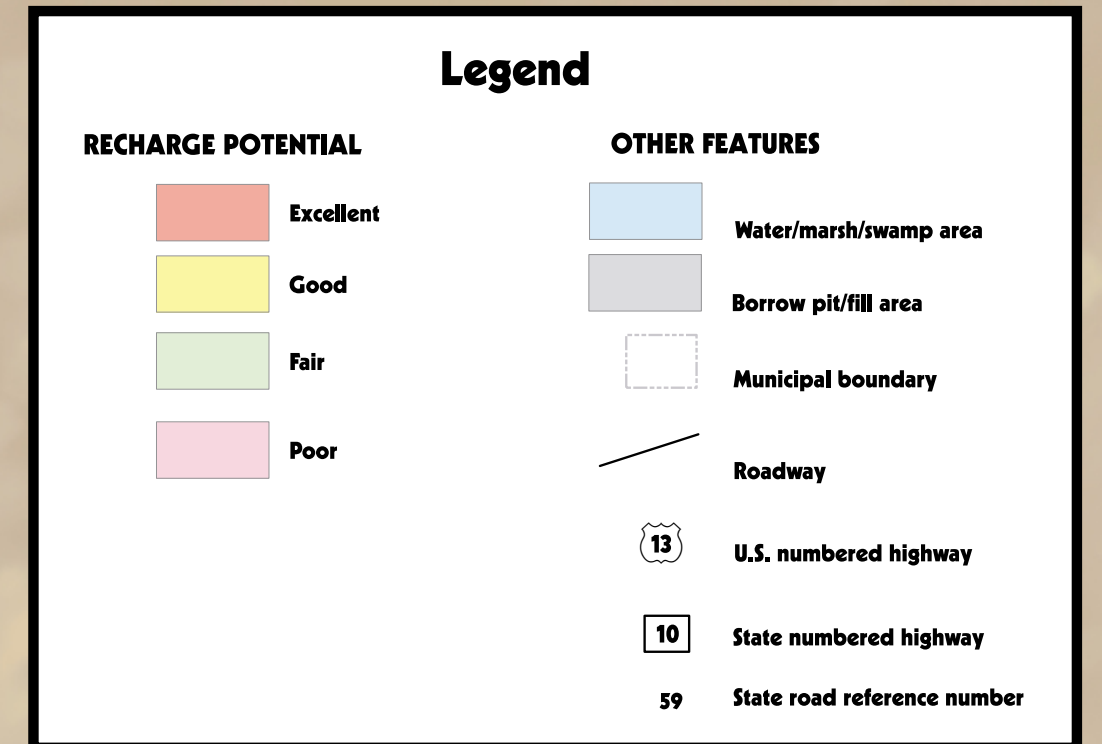 Legend
RECHARGE POTENTIAL
Excellent
Good
Fair
Poor
OTHER FEATURES
Water/marsh/swamp area
Borrow pit/fill area
Municipal boundary
Roadway
13 U.S. numbered highway
10 State numbered highway
59 State road reference number